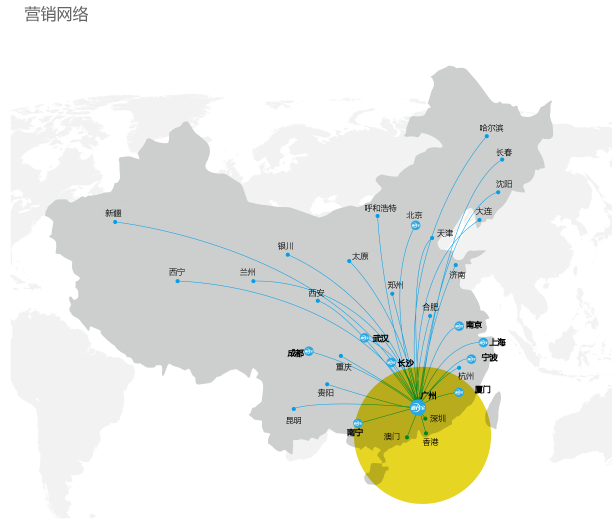 营销网络
哈尔滨
长春
沈阳
呼和浩特
大连
新疆
北京
天津
银川
太原
西宁
兰州
济南
郑州
西安
合肥
南京
武汉
上海
成都
宁波
长沙
重庆
杭州
贵阳
厦门
广州
昆明
深圳
南宁
澳门
香港